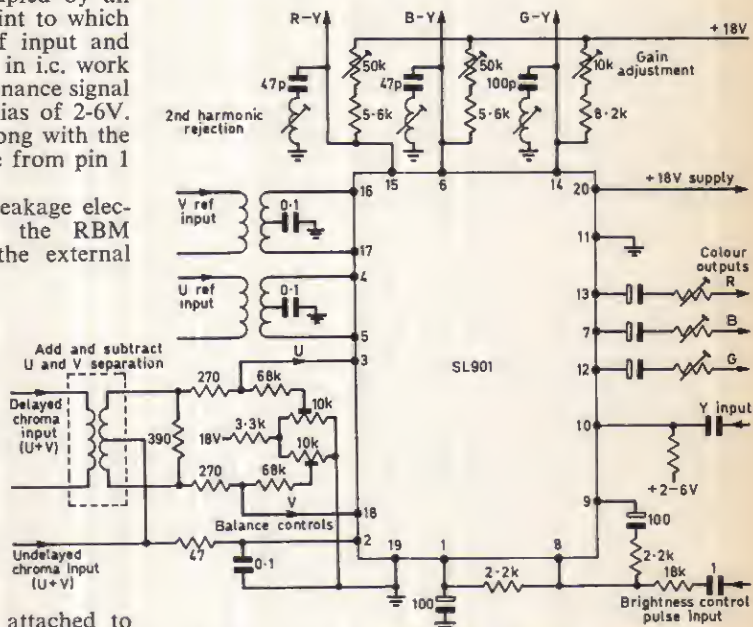 upied by an
int to which
f input and
in i.c. work
nance signal
ias of 2-6V.
ong with the
e from pin 1
eakage elec-
the RBM
the external
attached to
R-Y
B-Y
G-Y
+18V
47p
50k
47p
50k
100p
10k
Gain
adjustment
2nd harmonic
rejection
5·6k
5·6k
8·2k
15
6
14
V ref
input
0·1
16
17
20
+18V supply
11
U ref
input
0·1
4
5
Colour
outputs
13
R
7
B
12
G
Add and subtract
U and V separation
U
3
SL901
Delayed
chroma
input
(U+V)
270
68k
10k
390
18V
3·3k
10k
10
Y input
270
68k
+2-6V
V
18
9
Balance controls
100
Undelayed
chroma input
(U+V)
47
0·1
2
19
1
8
2·2k
2·2k
18k
1
100
Brightness control
pulse input